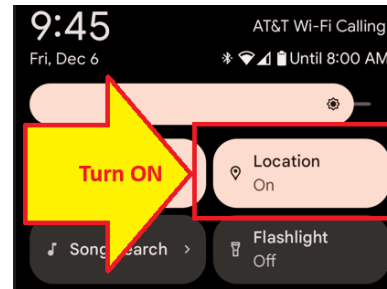 9:45
AT&T Wi-Fi Calling
Fri, Dec 6
Until 8:00 AM
Turn ON
Location
On
Song earch
Flashlight
Off